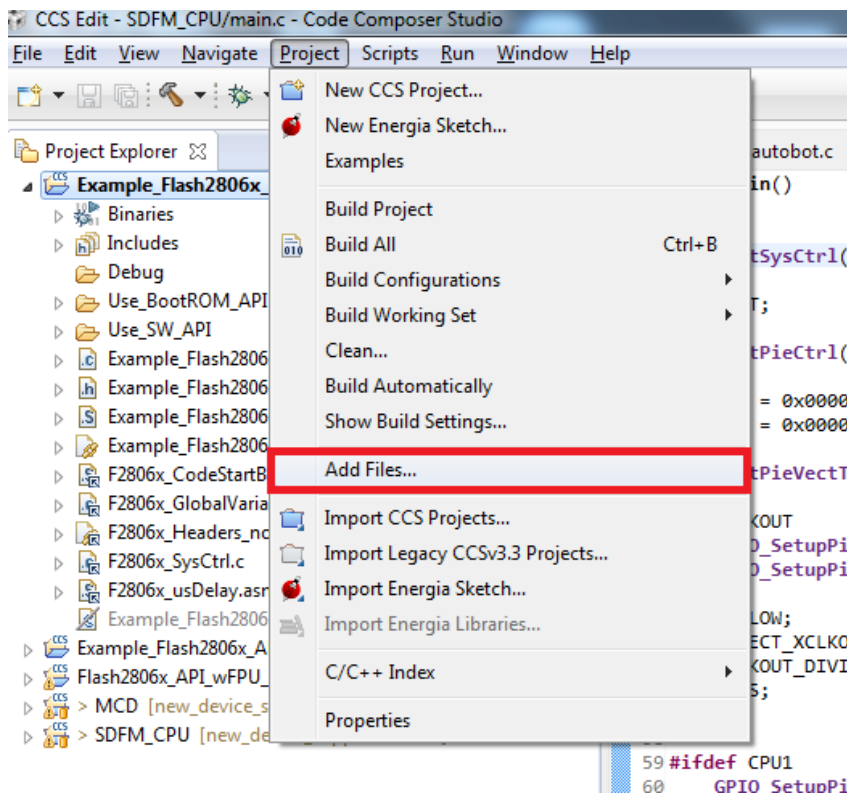 CCS Edit - SDFM_CPU/main.c - Code Composer Studio
File Edit View Navigate Project Scripts Run Window Help
Project Explorer
Example_Flash2806x_
Binaries
Includes
Debug
Use_BootROM_API
Use_SW_API
Example_Flash2806
Example_Flash2806
Example_Flash2806
Example_Flash2806
F2806x_CodeStartB
F2806x_GlobalVaria
F2806x_Headers_no
F2806x_SysCtrl.c
F2806x_usDelay.asr
Example_Flash2806
Example_Flash2806x_A
Flash2806x_API_wFPU_
> MCD [new_device_s
> SDFM_CPU [new_de
New CCS Project...
New Energia Sketch...
Examples
Build Project
Build All Ctrl+B
Build Configurations
Build Working Set
Clean...
Build Automatically
Show Build Settings...
Add Files...
Import CCS Projects...
Import Legacy CCSv3.3 Projects...
Import Energia Sketch...
Import Energia Libraries...
C/C++ Index
Properties
autobot.c
in()
tSysCtrl(
T;
tPieCtrl(
= 0x0000
= 0x0000
tPieVectT
KOUT
O_SetupPi
O_SetupPi
LOW;
ECT_XCLKO
KOUT_DIVI
S;
59 #ifdef CPU1
60 GPIO_SetupPi